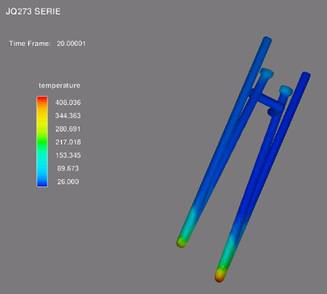 JQ273 SERIE
Time Frame: 20.00001
temperature
408.036
344.363
280.691
217.018
153.345
89.673
26.000